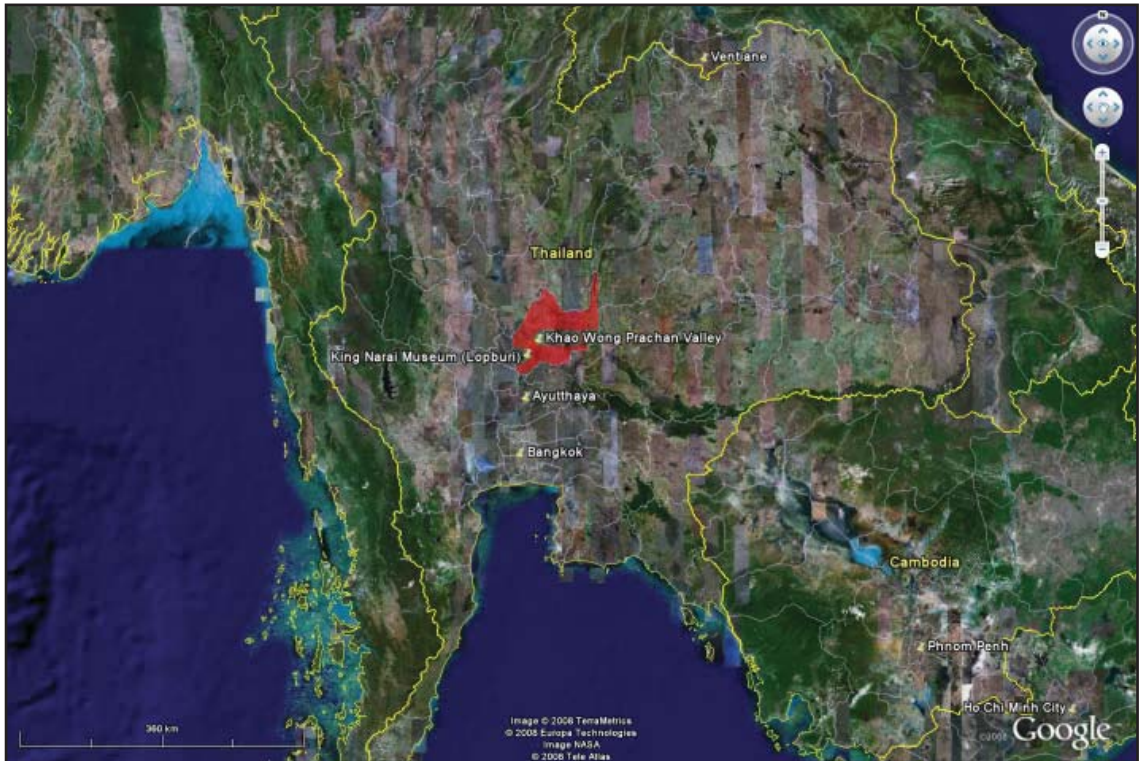 N
Ventiane
Thailand
Khao Wong Prachan Valley
King Narai Museum (Lopburi)
Ayutthaya
Bangkok
Cambodia
Phnom Penh
Ho Chi Minh City
360 km
Image © 2008 TerraMetrics
© 2008 Europa Technologies
Image NASA
© 2008 Tele Atlas
©2008 Google